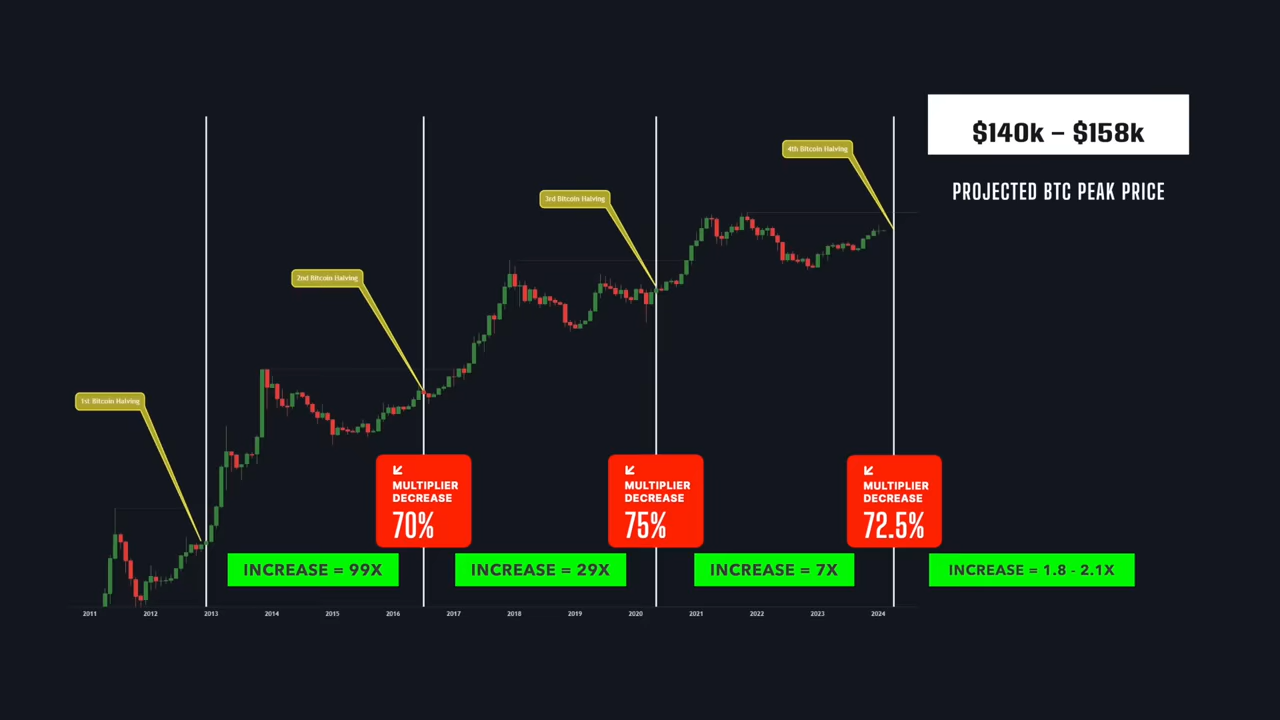 $140k – $158k
PROJECTED BTC PEAK PRICE
4th Bitcoin Halving
3rd Bitcoin Halving
2nd Bitcoin Halving
1st Bitcoin Halving
MULTIPLIER
DECREASE
70%
MULTIPLIER
DECREASE
75%
MULTIPLIER
DECREASE
72.5%
INCREASE = 99X
INCREASE = 29X
INCREASE = 7X
INCREASE = 1.8 - 2.1X
2011 2012 2013 2014 2015 2016 2017 2018 2019 2020 2021 2022 2023 2024